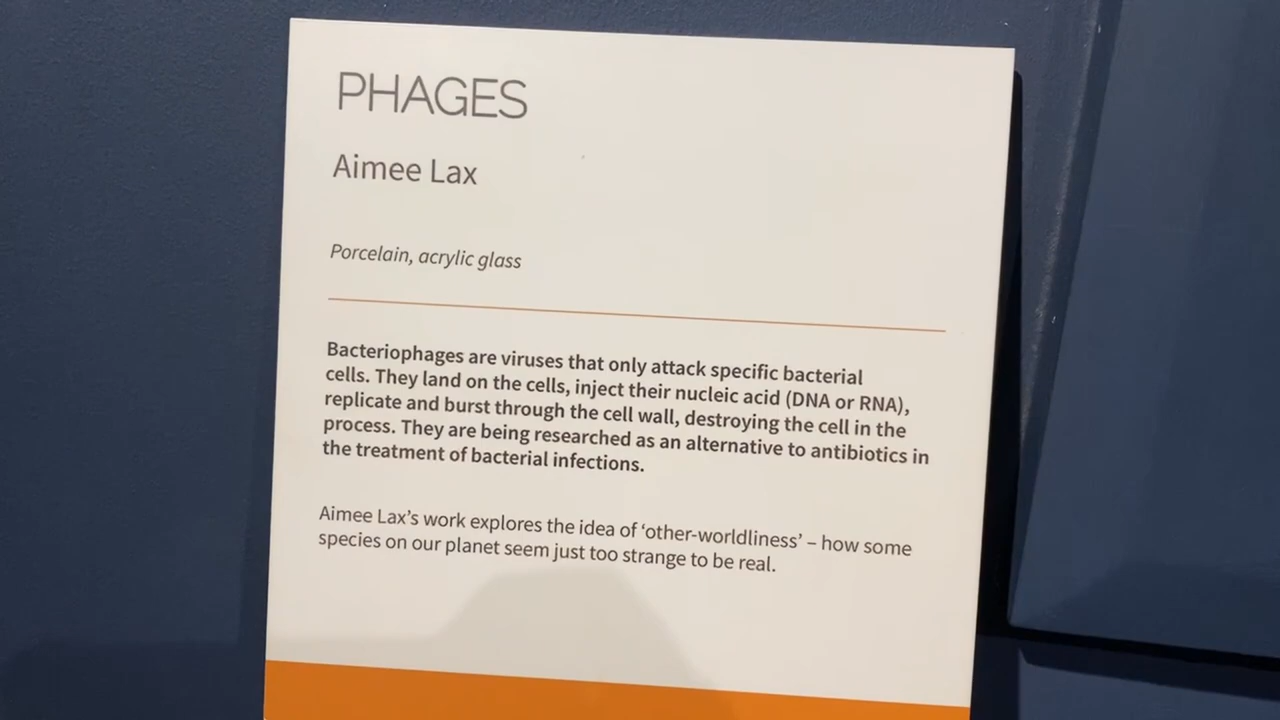 PHAGES
Aimee Lax
Porcelain, acrylic glass
Bacteriophages are viruses that only attack specific bacterial
cells. They land on the cells, inject their nucleic acid (DNA or RNA),
replicate and burst through the cell wall, destroying the cell in the
process. They are being researched as an alternative to antibiotics in
the treatment of bacterial infections.
Aimee Lax’s work explores the idea of ‘other-worldliness’ – how some
species on our planet seem just too strange to be real.